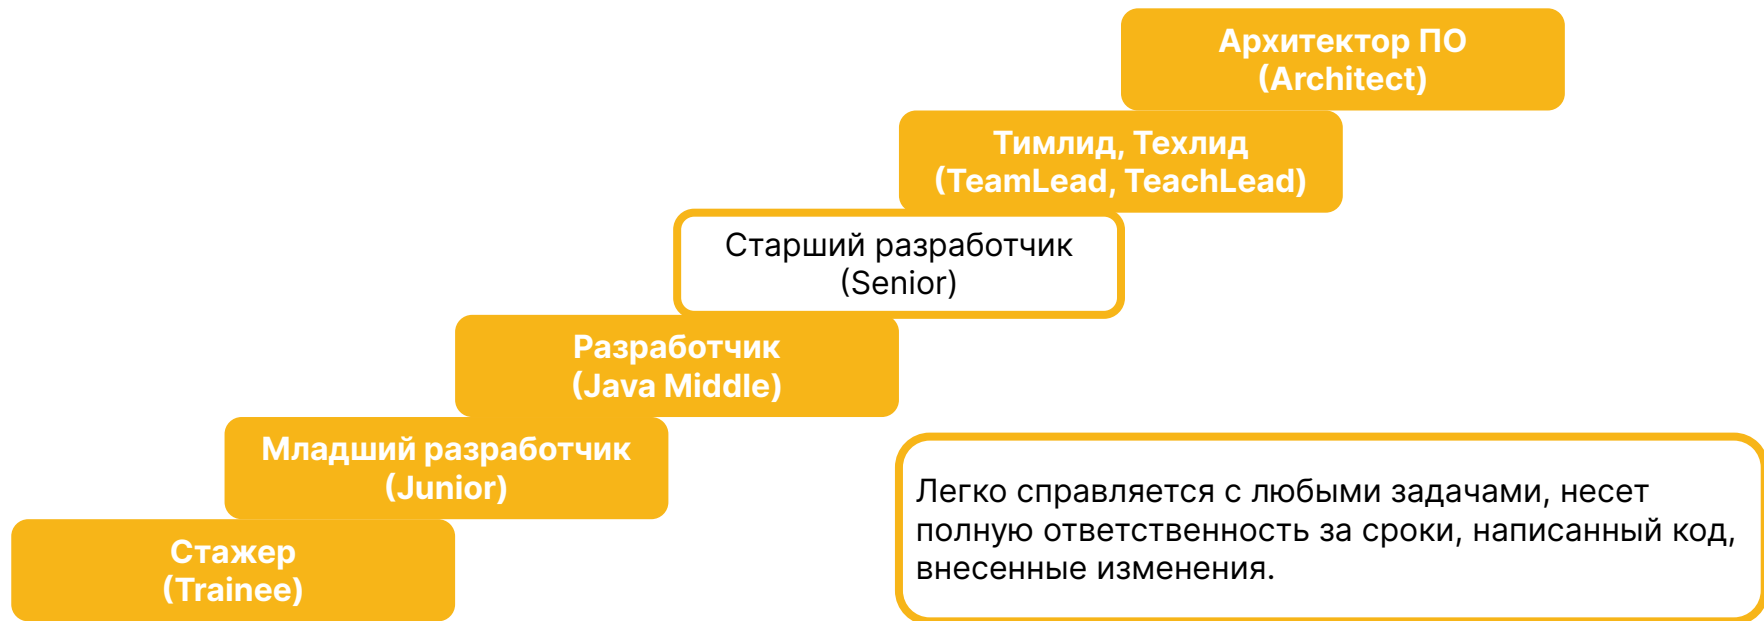 Архитектор ПО
(Architect)
Тимлид, Техлид
(TeamLead, TeachLead)
Старший разработчик
(Senior)
Разработчик
(Java Middle)
Младший разработчик
(Junior)
Стажер
(Trainee)
Легко справляется с любыми задачами, несет
полную ответственность за сроки, написанный код,
внесенные изменения.